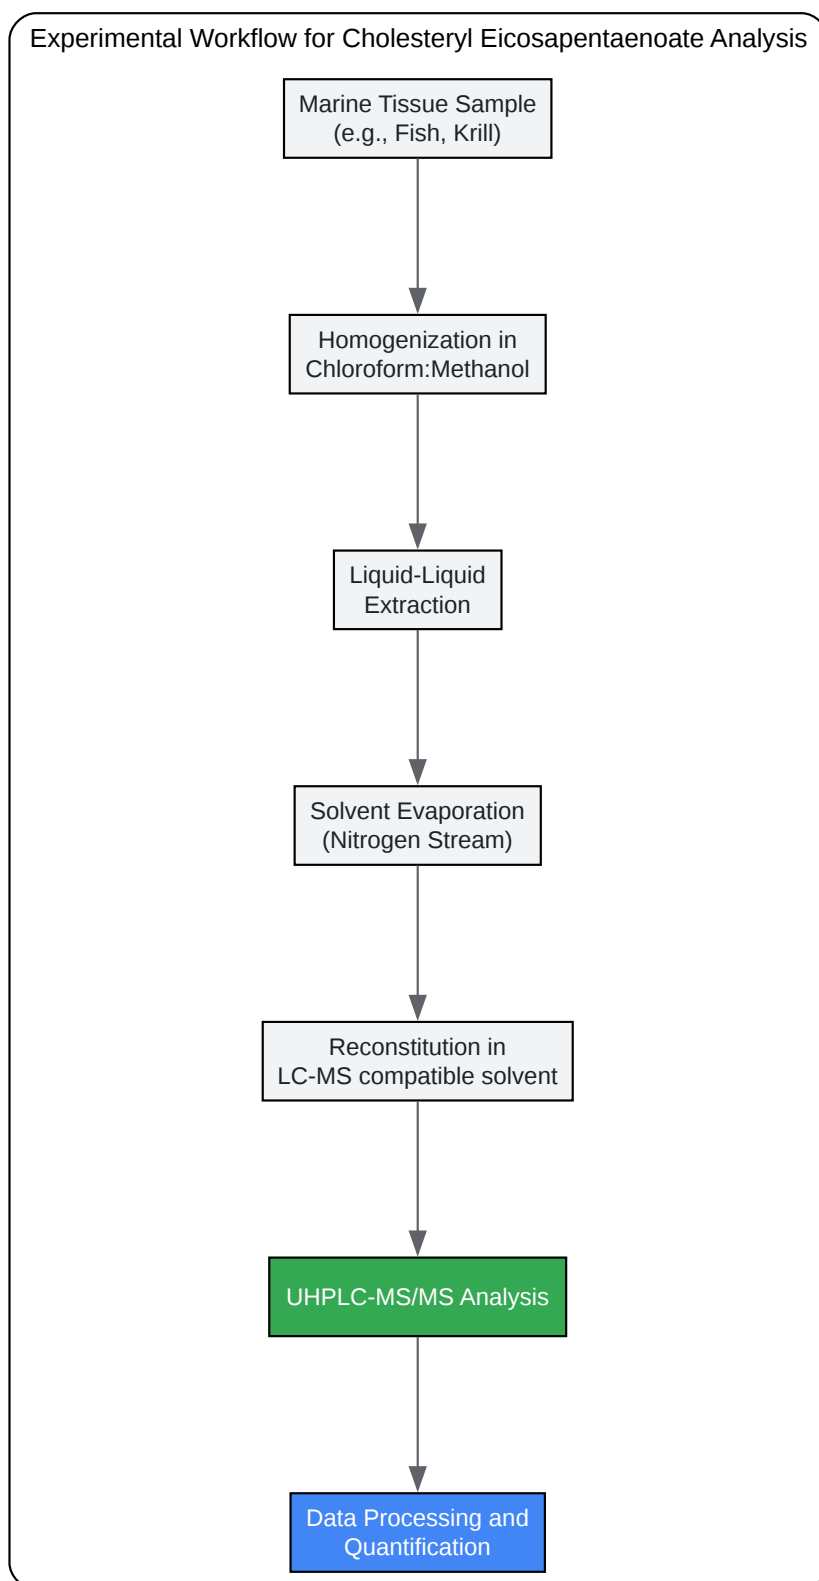 Experimental Workflow for Cholesteryl Eicosapentaenoate Analysis
Marine Tissue Sample
(e.g., Fish, Krill)
Homogenization in
Chloroform:Methanol
Liquid-Liquid
Extraction
Solvent Evaporation
(Nitrogen Stream)
Reconstitution in
LC-MS compatible solvent
UHPLC-MS/MS Analysis
Data Processing and
Quantification